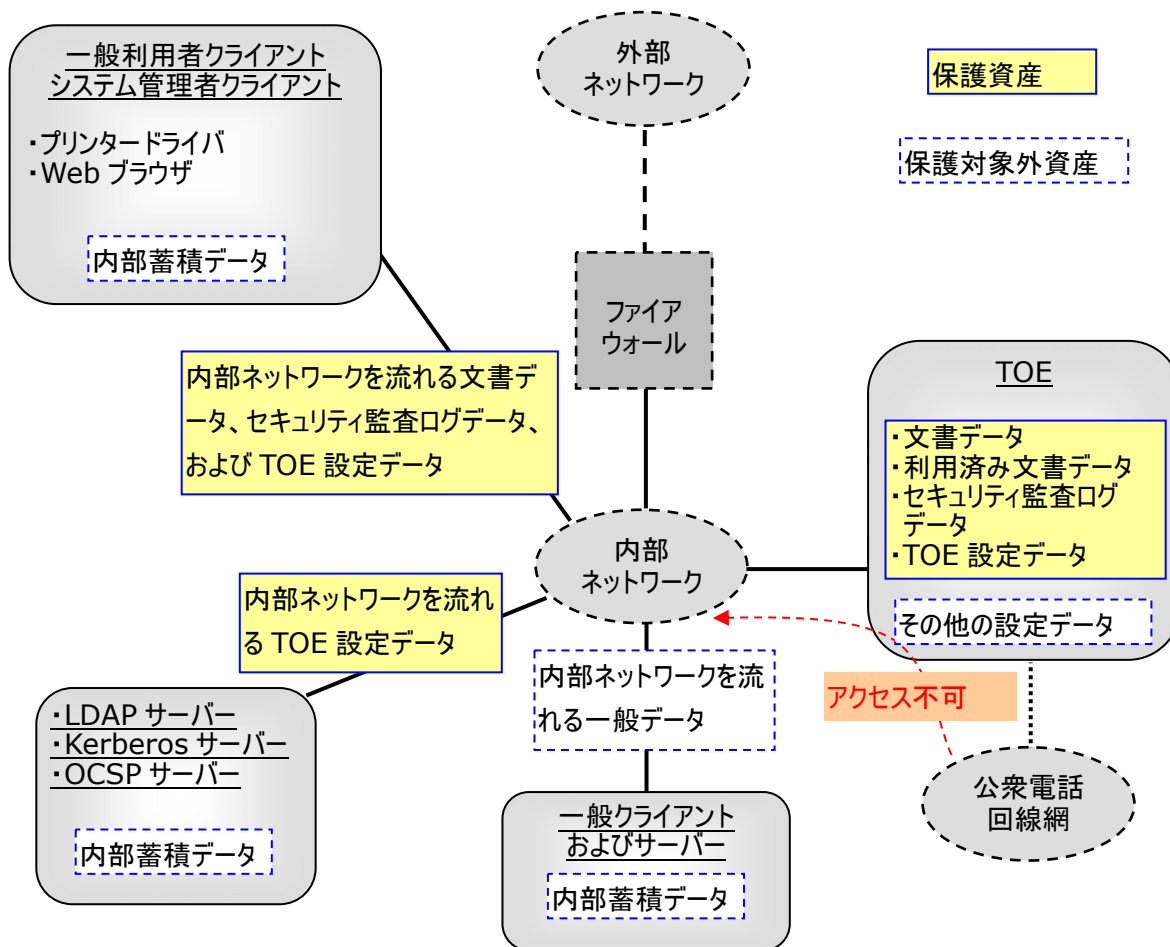 一般利用者クライアント
システム管理者クライアント
・プリンタードライバ
・Web ブラウザ
内部蓄積データ
外部
ネットワーク
保護資産
保護対象外資産
ファイア
ウォール
内部ネットワークを流れる文書デ
ータ、セキュリティ監査ログデータ、
および TOE 設定データ
TOE
・文書データ
・利用済み文書データ
・セキュリティ監査ログ
データ
・TOE 設定データ
その他の設定データ
内部
ネットワーク
内部ネットワークを流れ
る TOE 設定データ
内部ネットワークを流
れる一般データ
アクセス不可
・LDAP サーバー
・Kerberos サーバー
・OCSP サーバー
内部蓄積データ
一般クライアント
およびサーバー
内部蓄積データ
公衆電話
回線網